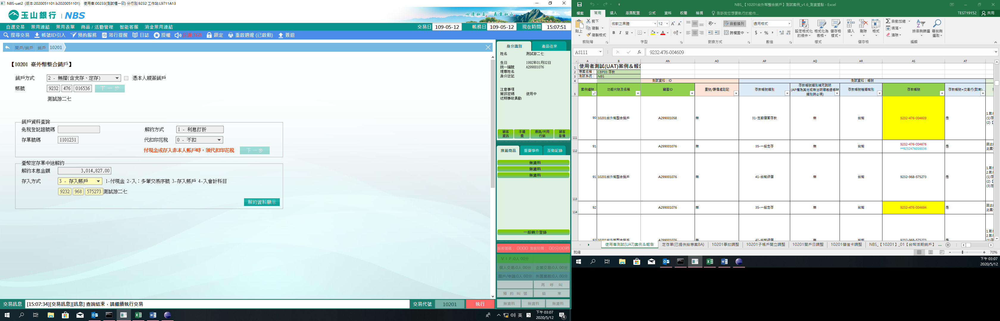 NBS-uat2 (版本:2020051101.b2020051101) 使用者:00233(測試櫃一卯) 分行別:9232 工作站:L9711A13
玉山銀行 | NBS
心清如玉，義重如山。
自選交易 常用連結 常用表單 商品 / 活動管理 智能客服 消金常用連結
交易日 109-05-12 帳務日 109-05-12 現在時間 15:07:51
搜尋交易 帳號ID引入 預約服務 蒞行提醒 日誌 授權 廣播:368 鎖定 重啟週邊 (已啟動) 簽退
開戶/銷戶 銷戶 10201
【10201 臺外幣整合銷戶】
銷戶方式 2 - 無摺(含支存、定存) 憑本人親簽銷戶
帳號 9232 476 016536 下一步
測試游二七
銷戶資料查詢
免稅登記證號碼 解約方式 1 - 利息打折
存單號碼 1101231 代扣印花稅 0 - 不扣
付現金或存入非本人帳戶時，須代扣印花稅 下一步
臺幣定存單中途解約
解約本息金額 3,014,827.00
存入方式 3 - 存入帳戶 1-付現金 2-入：多筆交易序號 3-存入帳戶 4-入會計科目
9232 968 575273 測試游二七
解約資料顯示
交易訊息 [15:07:34][交易訊息][訊息] 查詢結束，請繼續執行交易 交易代號 10201 執行
身分識別 產品往來
姓名 測試游二七
生日 1992年01月02日
統一編號 A299001076
理專姓名
身分註記
注意事項
簡訊密碼 使用中
近期事故異動
顧客資訊 手續費 通路/共同行銷 顧客影像
推薦商品 重要事件 互動記錄
無資料
無資料
無資料
一般轉介登錄
服務號碼： 0000 等候時間： 00分00秒
V I P:0人 00分
個人交易:0人 00分 企業交易:0人 00分
開戶/申請:0人 00分 外匯業務:0人 00分
再 呼 叫
預 約 叫 號 結 束
無資料 無資料 無資料
英 下午 03:07
2020/5/12
4
NBS_【10201台外幣整合銷戶】測試案例_v1.6_測資盤點 - Excel
檔案 常用 插入 版面配置 公式 資料 校閱 檢視 告訴我您想要執行的動作... TEST19152 共用
貼上 剪下 複製 複製格式
微軟正黑體 12
B I U
自動換列
跨欄置中
通用格式
設定格式化的條件 格式化為表格 儲存格樣式
插入 刪除 格式
自動加總 填滿 清除
排序與篩選 尋找與選取
剪貼簿 字型 對齊方式 數值 樣式 儲存格 編輯
AS111 fx 9232-476-004609
A B AN AO AP AQ AR AS AT
1 使用者測試(UAT)案例＆報告
2 專案名稱： CBP03 存款
3 測試系統： NBS
4 測試資料：ID 測試資料：帳號
5 案例編號 功能代號及名稱 顧客ID 重號/籌備處註記 存款帳號類別 存款帳號類別補充說明 (AP欄為其他或無法明確表達帳號類別時必填) 存款帳號種類幣別 存款帳號 存款帳號=交易行(敦南)
111 90 10201台外幣整合銷戶 A299001058 無 31-定期儲蓄存款 無 台幣 9232-476-004609 是
112 91 A299001076 無 35-一般定存 無 台幣 9232-476-004676 **9232476016536 是
113 91 10201台外幣整合銷戶 A299001076 無 41-台幣綜儲 無 台幣 9232-968-575273 是
114 92 A299001076 無 35-一般定存 無 台幣 9232-476-004694 是
92 10201台外幣整合銷戶 A299001076 無 41-台幣綜儲 無 台幣 9232-968-575273 是
使用者測試(UAT)案例＆報告 定存單(已提供給專案BA) 10201事故調整 10201子帳戶開立調整 10201開戶日調整 10201儲值卡調整 NBS_【10201】_01【台幣活期銷戶】 ...
就緒 70%
下午 03:07
2020/5/12